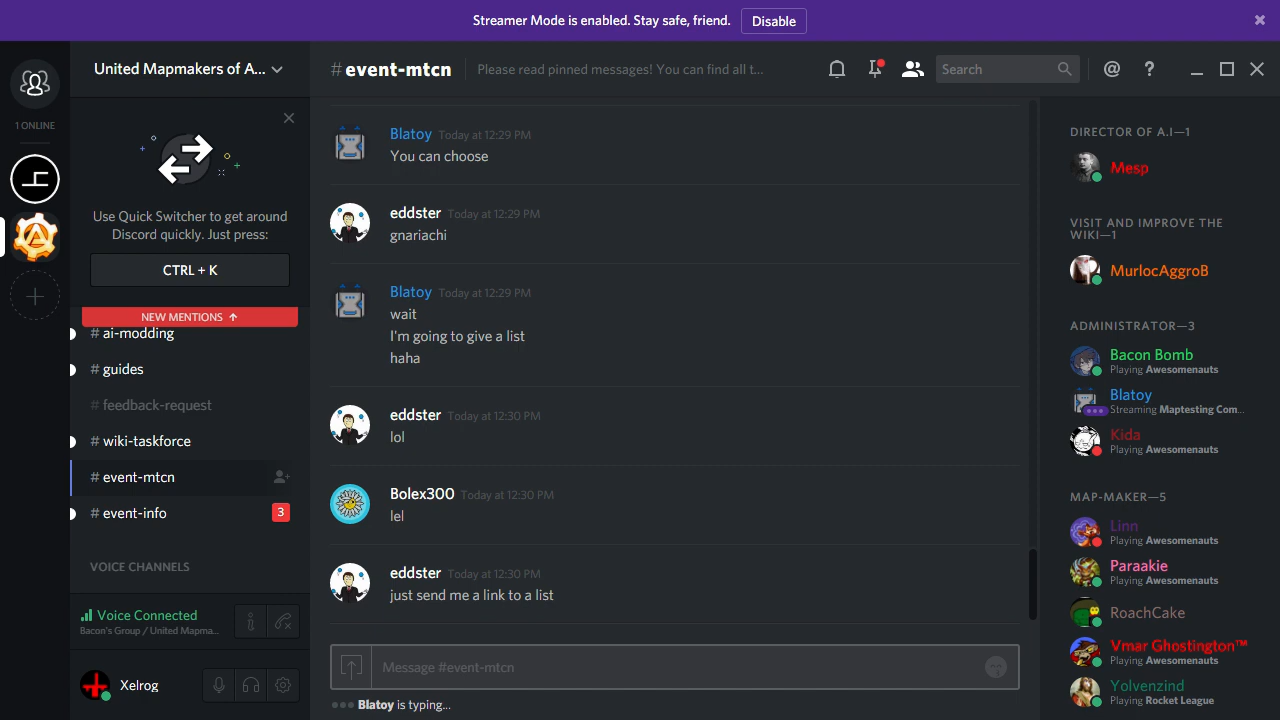 Streamer Mode is enabled. Stay safe, friend.
Disable
1 ONLINE
United Mapmakers of A...
Use Quick Switcher to get around
Discord quickly. Just press:
CTRL + K
NEW MENTIONS
# ai-modding
# guides
# feedback-request
# wiki-taskforce
# event-mtcn
# event-info
3
VOICE CHANNELS
Voice Connected
Bacon's Group / United Mapma...
Xelrog
# event-mtcn
Please read pinned messages! You can find all t...
Search
Blatoy Today at 12:29 PM
You can choose
eddster Today at 12:29 PM
gnariachi
Blatoy Today at 12:29 PM
wait
I'm going to give a list
haha
eddster Today at 12:30 PM
lol
Bolex300 Today at 12:30 PM
lel
eddster Today at 12:30 PM
just send me a link to a list
Message #event-mtcn
Blatoy is typing...
DIRECTOR OF A.I—1
Mesp
VISIT AND IMPROVE THE
WIKI—1
MurlocAggroB
ADMINISTRATOR—3
Bacon Bomb
Playing Awesomenauts
Blatoy
Streaming Maptesting Com...
Kida
Playing Awesomenauts
MAP-MAKER—5
Linn
Playing Awesomenauts
Paraakie
Playing Awesomenauts
RoachCake
Vmar Ghostington™
Playing Awesomenauts
Yolvenzind
Playing Rocket League